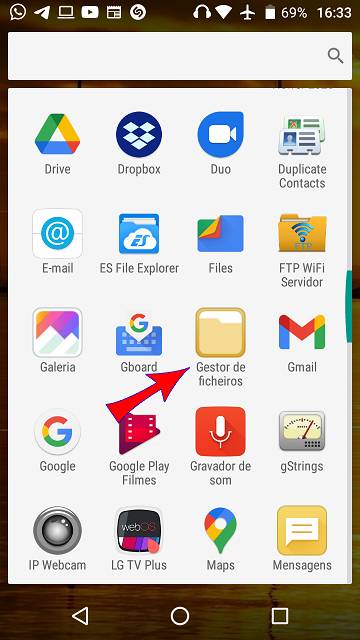 69% 16:33
Drive
Dropbox
Duo
Duplicate
Contacts
E-mail
ES
ES File Explorer
Files
FTP
FTP WiFi
Servidor
Galeria
Gboard
Gestor de
ficheiros
Gmail
Google
Google Play
Filmes
Gravador de
som
gStrings
IP Webcam
webOS
LG TV Plus
Maps
Mensagens